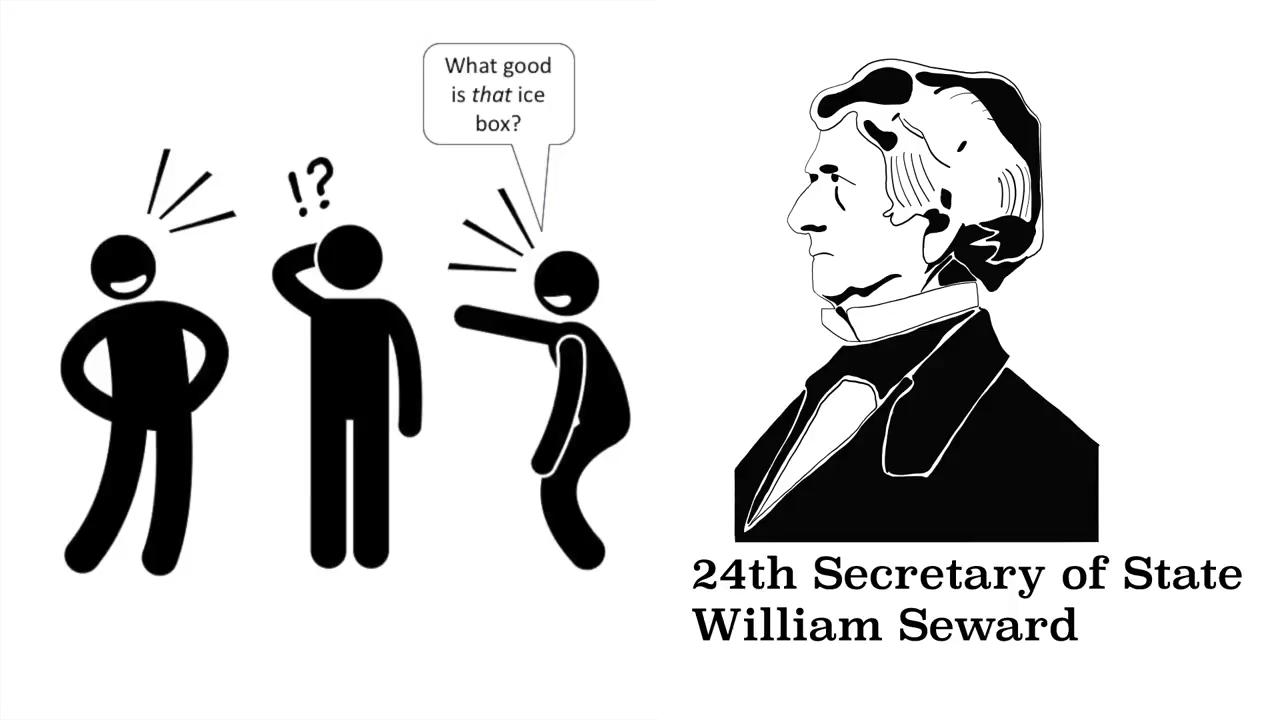 What good
is that ice
box?
!?
24th Secretary of State
William Seward